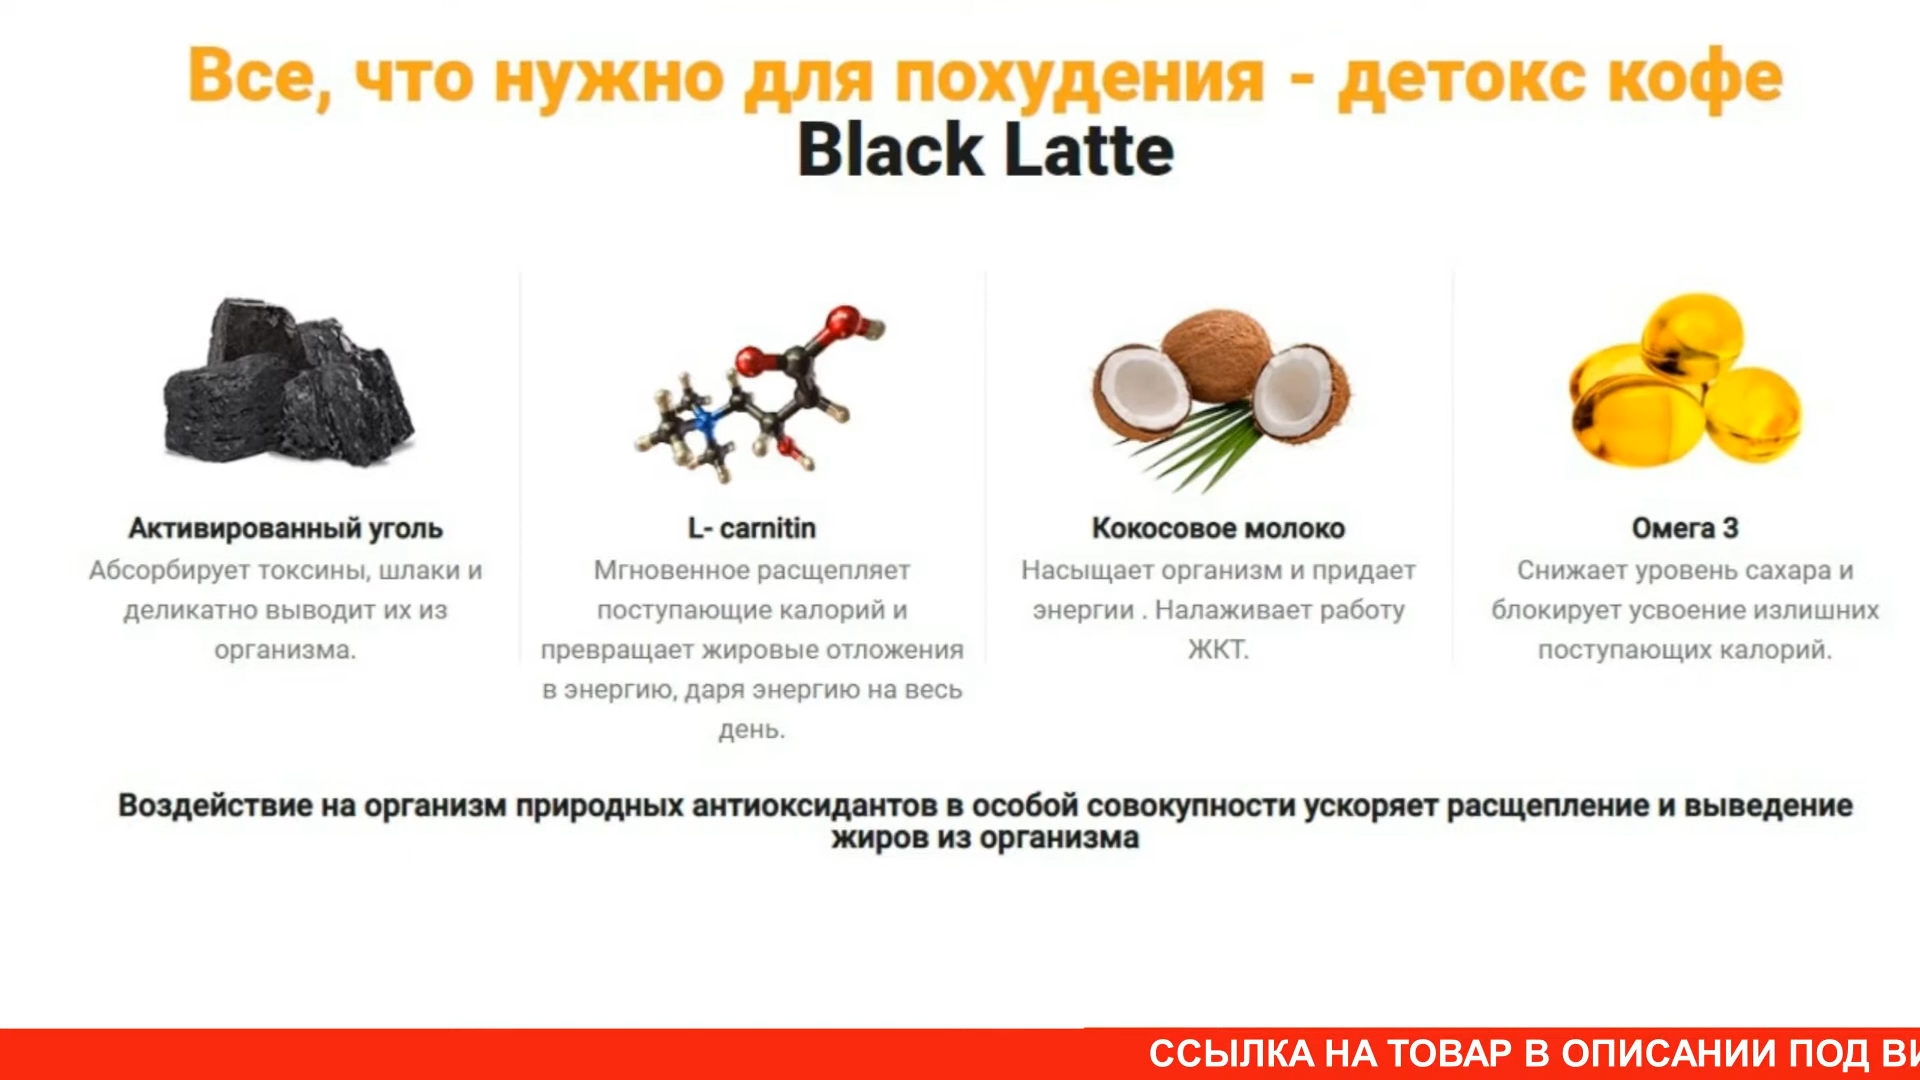 Все, что нужно для похудения - детокс кофе
Black Latte
Активированный уголь
Абсорбирует токсины, шлаки и
деликатно выводит их из
организма.
L- carnitin
Мгновенное расщепляет
поступающие калорий и
превращает жировые отложения
в энергию, даря энергию на весь
день.
Кокосовое молоко
Насыщает организм и придает
энергии . Налаживает работу
ЖКТ.
Омега 3
Снижает уровень сахара и
блокирует усвоение излишних
поступающих калорий.
Воздействие на организм природных антиоксидантов в особой совокупности ускоряет расщепление и выведение
жиров из организма
ССЫЛКА НА ТОВАР В ОПИСАНИИ ПОД